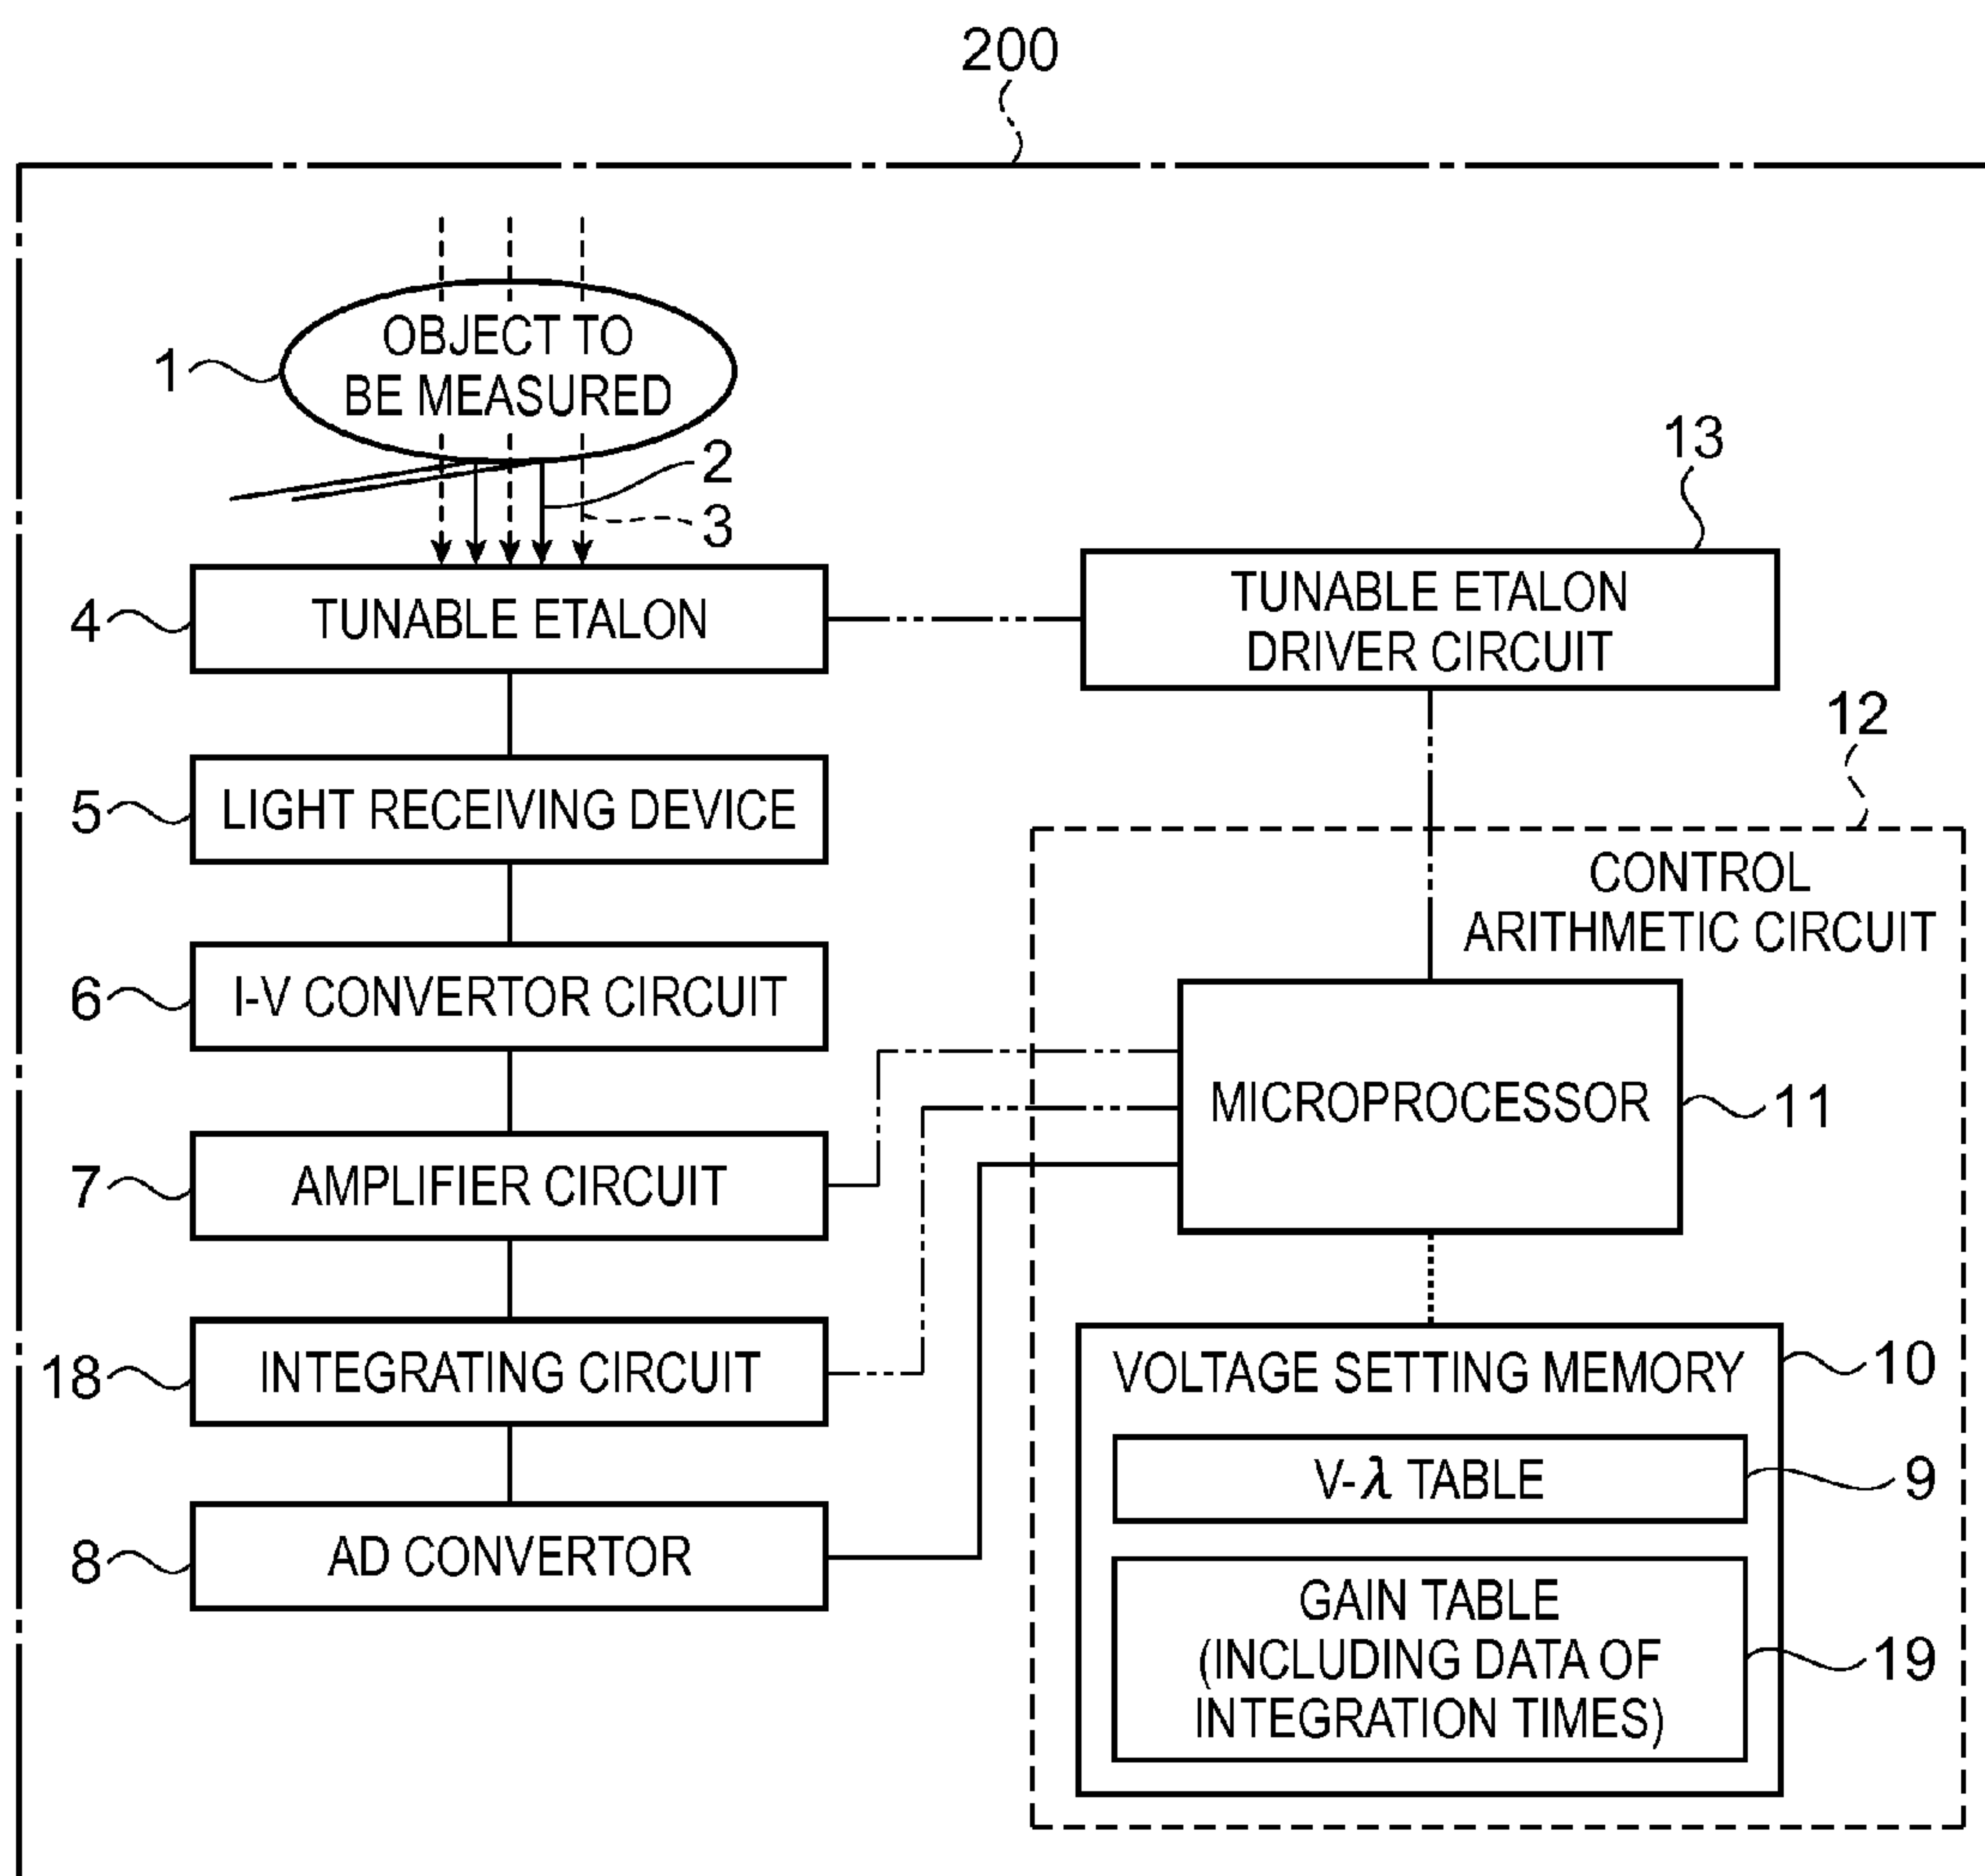 200
OBJECT TO
BE MEASURED
1
2
3
13
TUNABLE ETALON
4
TUNABLE ETALON
DRIVER CIRCUIT
12
LIGHT RECEIVING DEVICE
5
CONTROL
ARITHMETIC CIRCUIT
I-V CONVERTOR CIRCUIT
6
MICROPROCESSOR
11
AMPLIFIER CIRCUIT
7
INTEGRATING CIRCUIT
18
VOLTAGE SETTING MEMORY
10
V-λ TABLE
9
AD CONVERTOR
8
GAIN TABLE
(INCLUDING DATA OF
INTEGRATION TIMES)
19